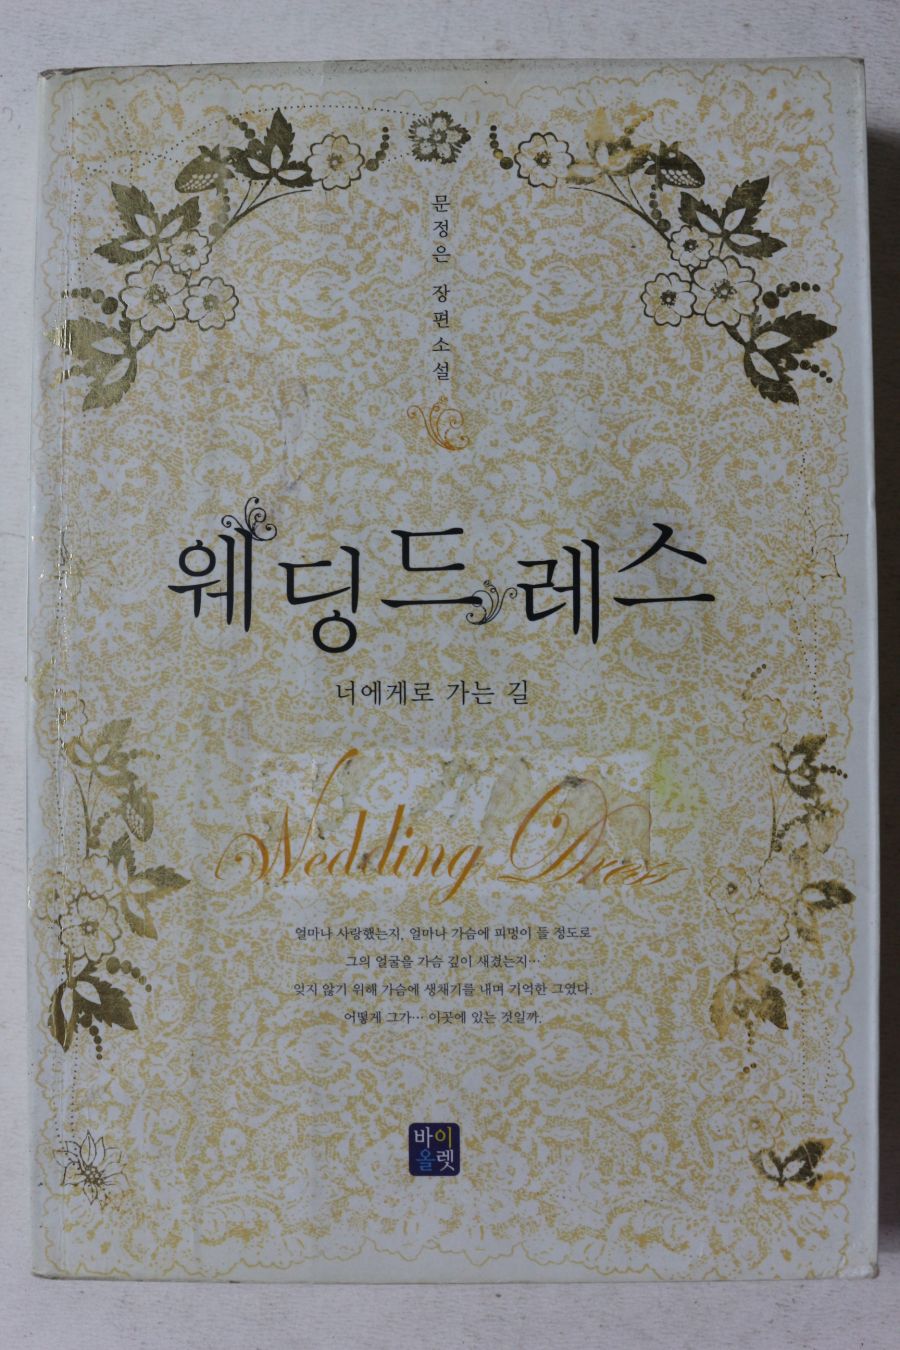 문정은 장편소설
웨딩드레스
너에게로 가는 길
Wedding Dress
얼마나 사랑했는지, 얼마나 가슴에 피멍이 들 정도로
그의 얼굴을 가슴 깊이 새겼는지…
잊지 않기 위해 가슴에 생채기를 내며 기억한 그였다.
어떻게 그가… 이곳에 있는 것일까.
바이
올렛